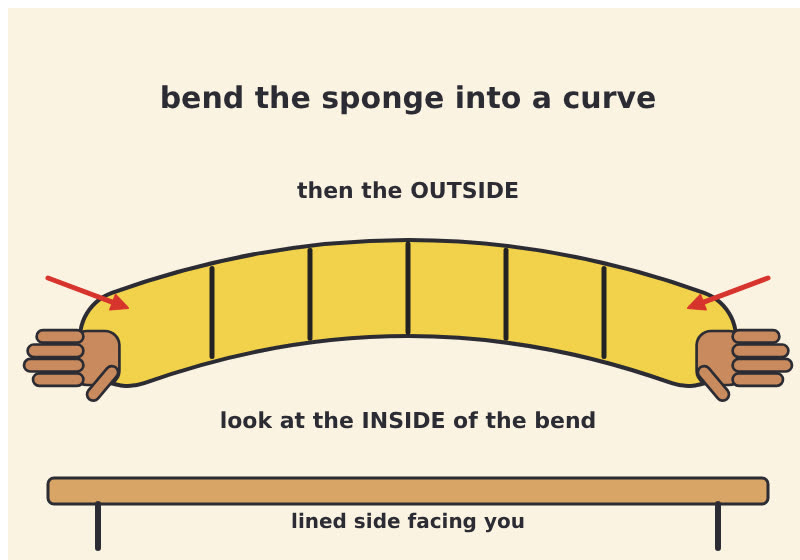 bend the sponge into a curve
then the OUTSIDE
look at the INSIDE of the bend
lined side facing you